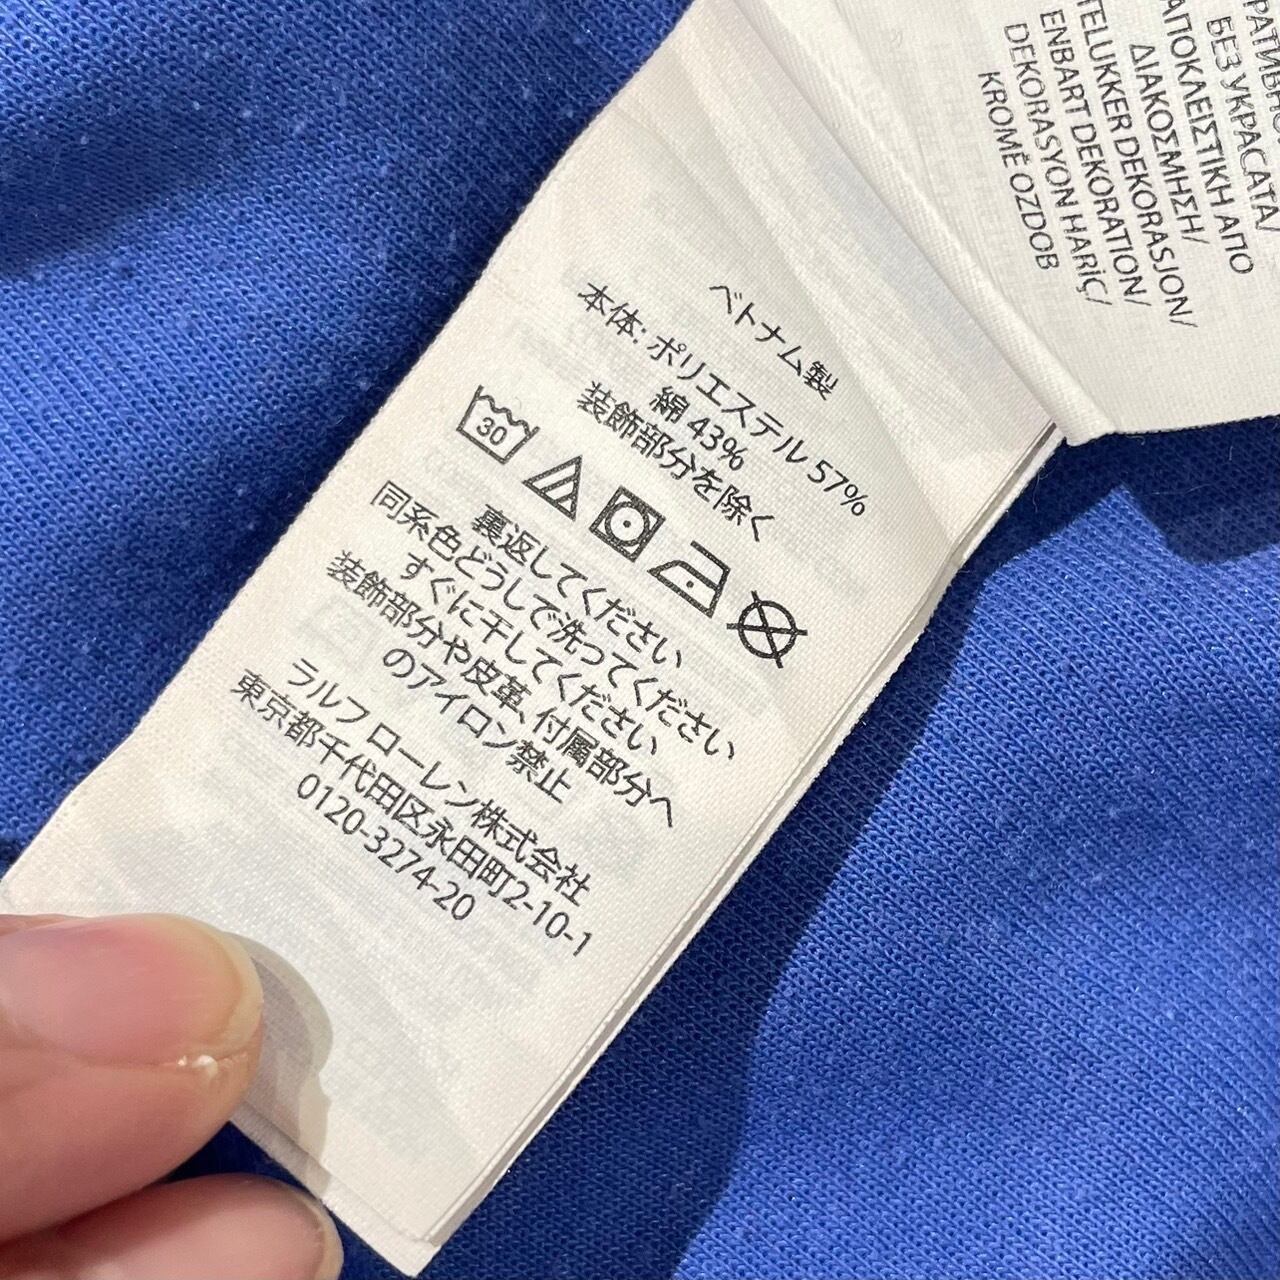 ベトナム製
本体: ポリエステル 57%
綿 43%
装飾部分を除く
30
裏返してください
同系色どうしで洗ってください
すぐに干してください
装飾部分や皮革、付属部分へ
のアイロン禁止
ラルフ ローレン株式会社
東京都千代田区永田町2-10-1
0120-3274-20
БЕЗ УКРАСАТА/
ΑΠΟΚΛΕΙΣΤΙΚΗ ΑΠΟ
ΔΙΑΚΟΣΜΗΣΗ/
TELUKKER DEKORASJON/
ENBART DEKORATION/
DEKORASYON HARİÇ/
KROMĚ OZDOB